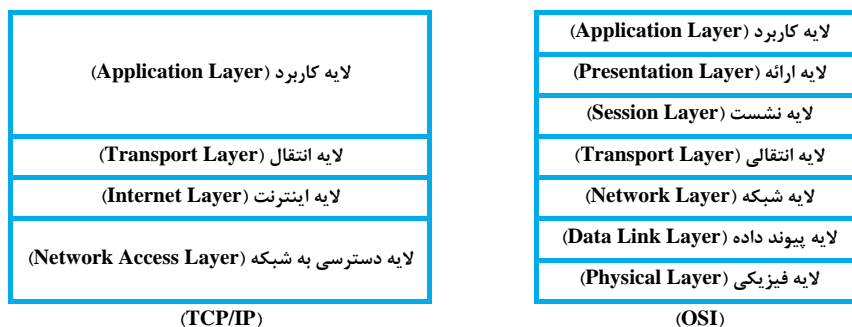 لایه کاربرد (Application Layer)
لایه انتقال (Transport Layer)
لایه اینترنت (Internet Layer)
لایه دسترسی به شبکه (Network Access Layer)
(TCP/IP)
لایه کاربرد (Application Layer)
لایه ارائه (Presentation Layer)
لایه نشست (Session Layer)
لایه انتقالی (Transport Layer)
لایه شبکه (Network Layer)
لایه پیوند داده (Data Link Layer)
لایه فیزیکی (Physical Layer)
(OSI)